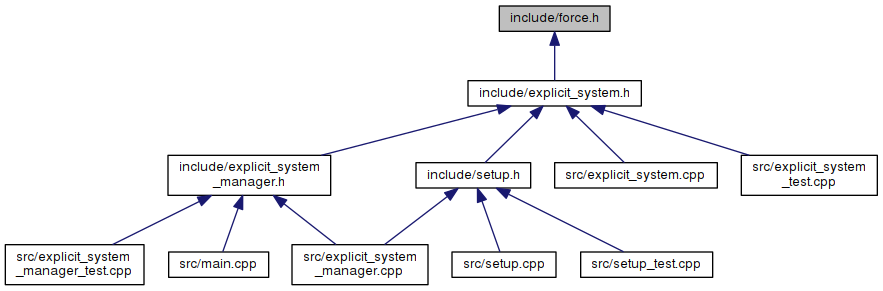 include/force.h
include/explicit_system.h
include/explicit_system
_manager.h
include/setup.h
src/explicit_system.cpp
src/explicit_system
_test.cpp
src/explicit_system
_manager_test.cpp
src/main.cpp
src/explicit_system
_manager.cpp
src/setup.cpp
src/setup_test.cpp